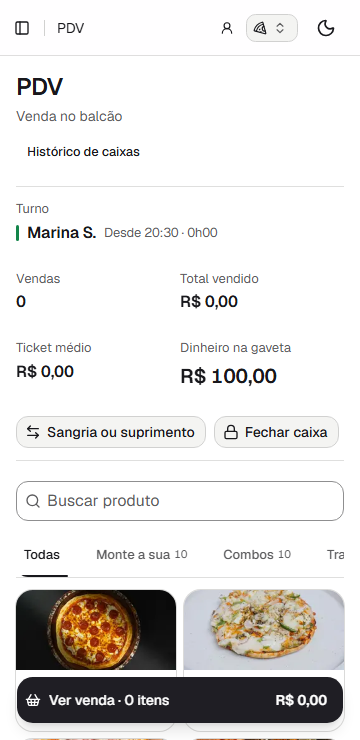 PDV
PDV
Venda no balcão
Histórico de caixas
Turno
Marina S. Desde 20:30 · 0h00
Vendas
0
Total vendido
R$ 0,00
Ticket médio
R$ 0,00
Dinheiro na gaveta
R$ 100,00
Sangria ou suprimento
Fechar caixa
Buscar produto
Todas
Monte a sua 10
Combos 10
Tra
Ver venda · 0 itens
R$ 0,00